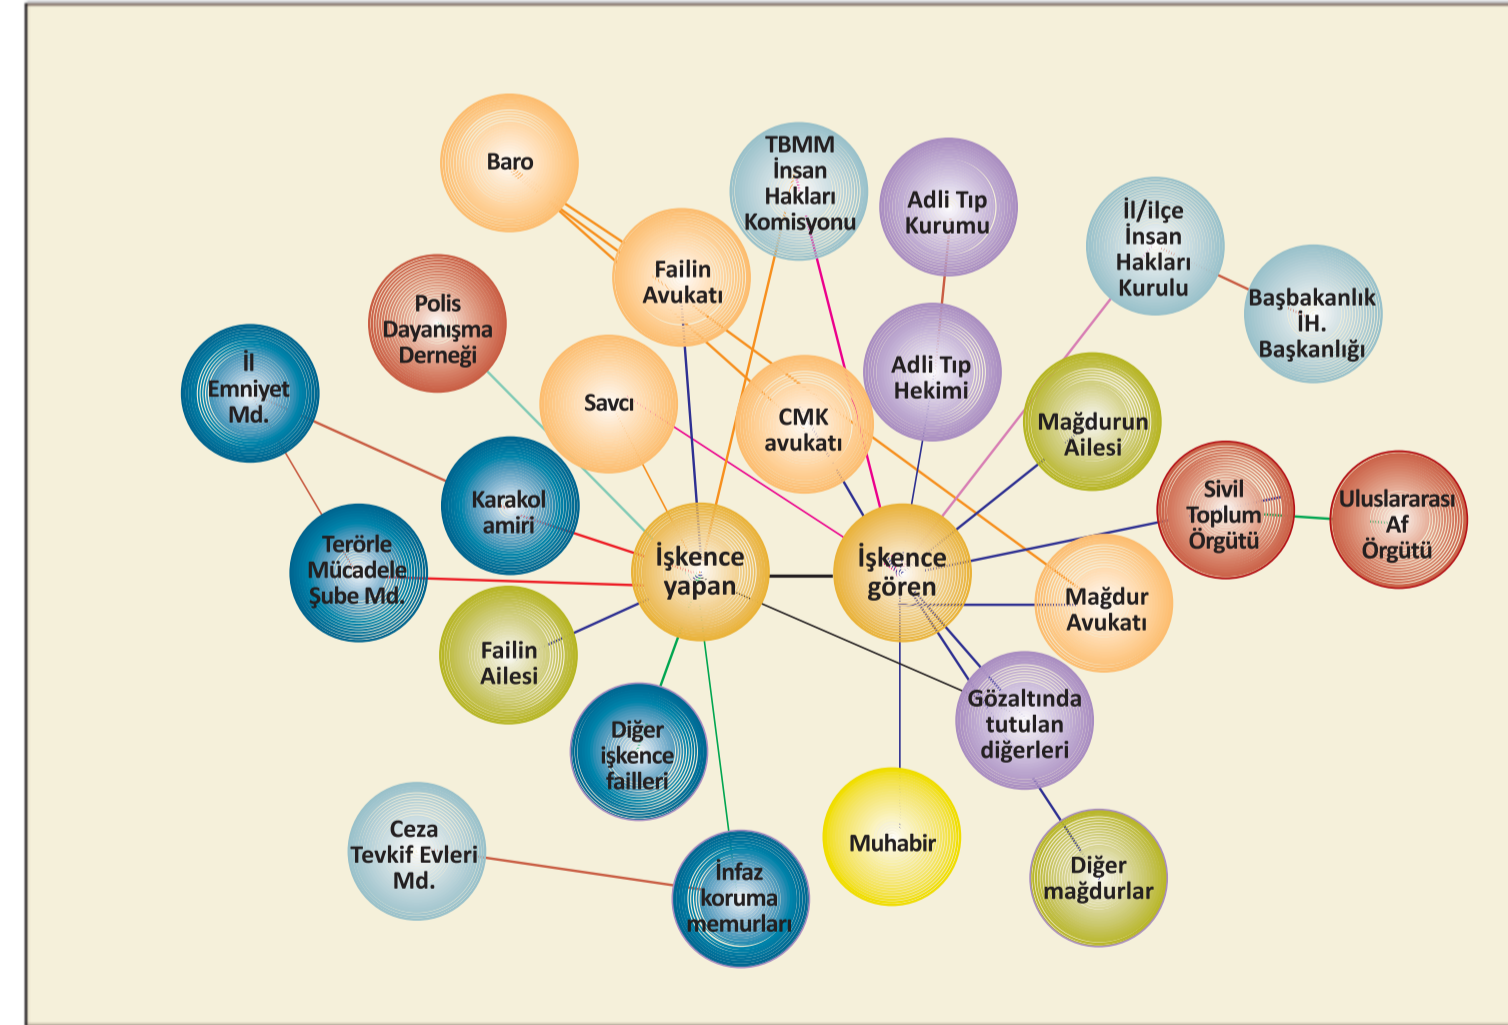 Baro
TBMM
İnsan
Hakları
Komisyonu
Adli Tıp
Kurumu
İl/ilçe
İnsan
Hakları
Kurulu
Başbakanlık
İH.
Başkanlığı
Failin
Avukatı
Polis
Dayanışma
Derneği
İl
Emniyet
Md.
Savcı
CMK
avukatı
Adli Tıp
Hekimi
Mağdurun
Ailesi
Karakol
amiri
Sivil
Toplum
Örgütü
Uluslararası
Af
Örgütü
Terörle
Mücadele
Şube Md.
İşkence
yapan
İşkence
gören
Mağdur
Avukatı
Failin
Ailesi
Gözaltında
tutulan
diğerleri
Diğer
işkence
failleri
Ceza
Tevkif Evleri
Md.
İnfaz
koruma
memurları
Muhabir
Diğer
mağdurlar